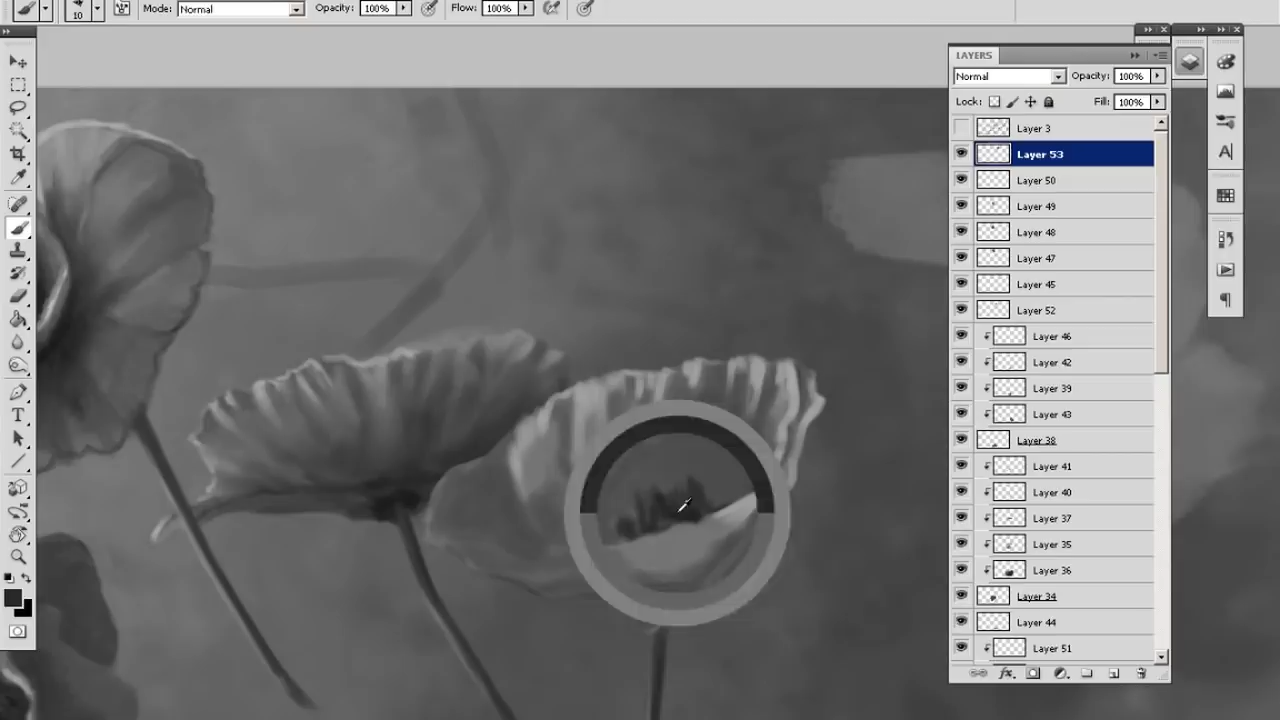 10
Mode: Normal
Opacity: 100%
Flow: 100%
LAYERS
Normal
Opacity: 100%
Lock:
Fill: 100%
Layer 3
Layer 53
Layer 50
Layer 49
Layer 48
Layer 47
Layer 45
Layer 52
Layer 46
Layer 42
Layer 39
Layer 43
Layer 38
Layer 41
Layer 40
Layer 37
Layer 35
Layer 36
Layer 34
Layer 44
Layer 51